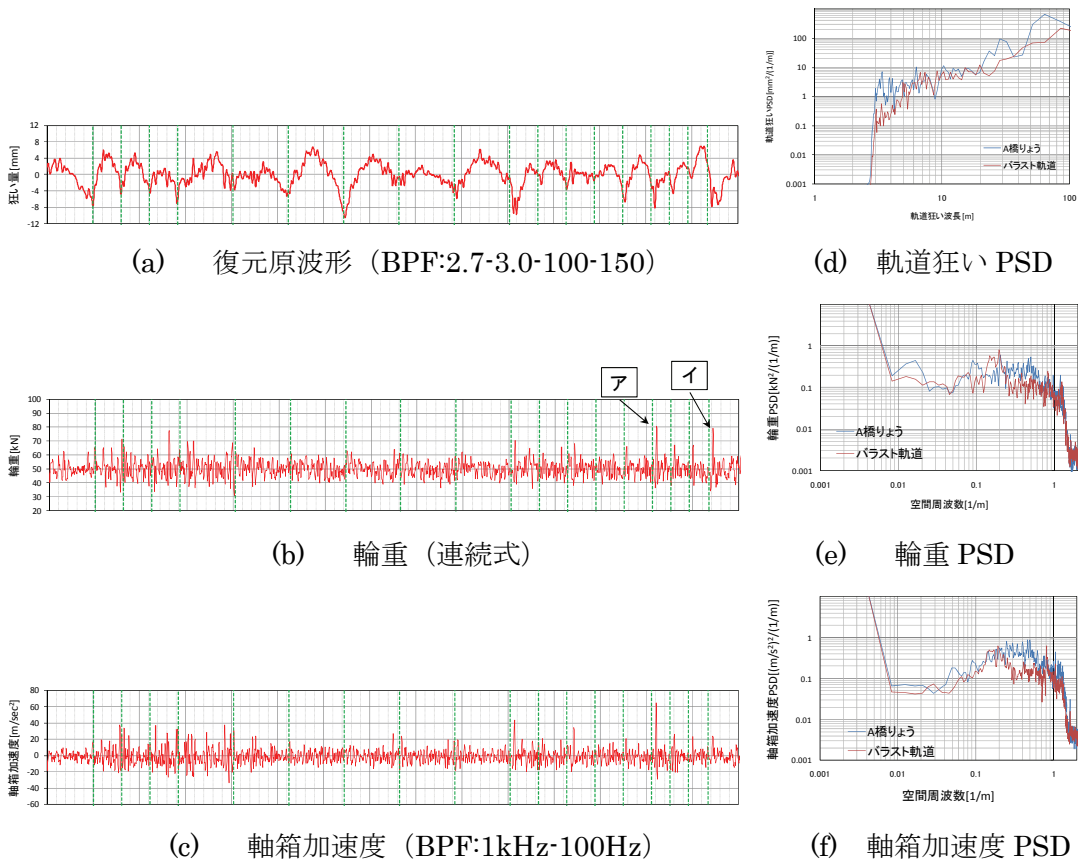 狂い量[mm]
12
8
4
0
-4
-8
-12
(a) 復元原波形（BPF:2.7-3.0-100-150）
軌道狂いPSD[mm²/(1/m)]
100
10
1
0.1
0.01
0.001
A橋りょう
バラスト軌道
1
10
100
軌道狂い波長[m]
(d) 軌道狂い PSD
ア
イ
輪重[kN]
100
90
80
70
60
50
40
30
20
(b) 輪重（連続式）
輪重PSD[kN²/(1/m)]
1
0.1
0.01
0.001
A橋りょう
バラスト軌道
0.001
0.01
0.1
1
空間周波数[1/m]
(e) 輪重 PSD
軸箱加速度[m/sec²]
80
60
40
20
0
-20
-40
-60
(c) 軸箱加速度（BPF:1kHz-100Hz）
軸箱加速度PSD[(m/s²)²/(1/m)]
1
0.1
0.01
0.001
A橋りょう
バラスト軌道
0.001
0.01
0.1
1
空間周波数[1/m]
(f) 軸箱加速度 PSD